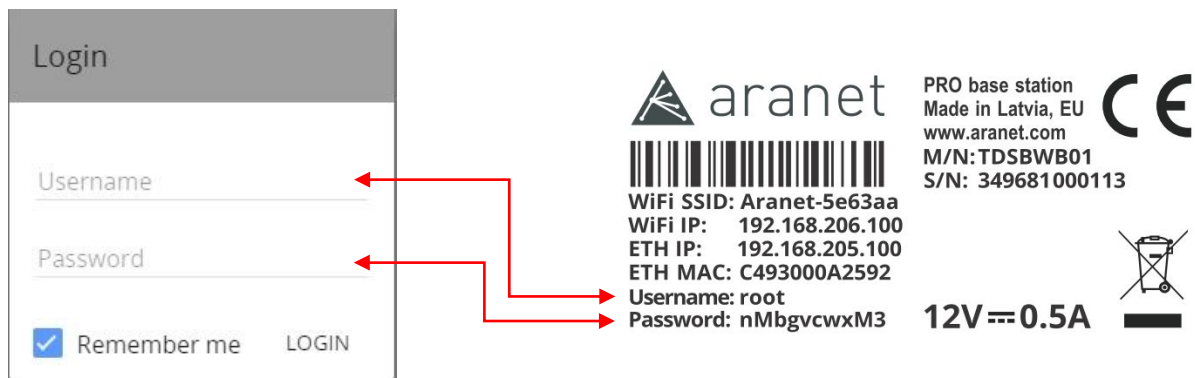 Login
Username
Password
Remember me LOGIN
aranet
WiFi SSID: Aranet-5e63aa
WiFi IP: 192.168.206.100
ETH IP: 192.168.205.100
ETH MAC: C493000A2592
Username: root
Password: nMbgvcwxM3
PRO base station
Made in Latvia, EU
www.aranet.com
M/N: TDSBWB01
S/N: 349681000113
CE
12V⎓0.5A